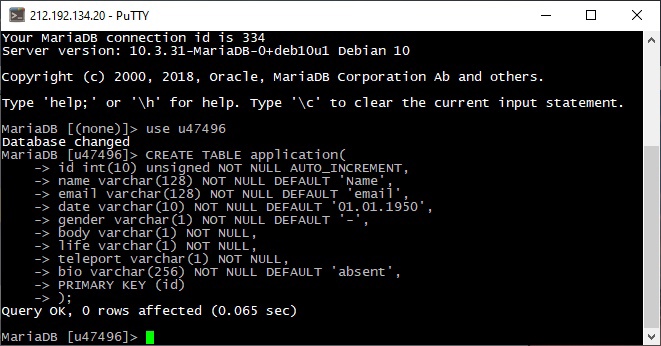 212.192.134.20 - PuTTY
Your MariaDB connection id is 334
Server version: 10.3.31-MariaDB-0+deb10u1 Debian 10
Copyright (c) 2000, 2018, Oracle, MariaDB Corporation Ab and others.
Type 'help;' or '\h' for help. Type '\c' to clear the current input statement.
MariaDB [(none)]> use u47496
Database changed
MariaDB [u47496]> CREATE TABLE application(
    -> id int(10) unsigned NOT NULL AUTO_INCREMENT,
    -> name varchar(128) NOT NULL DEFAULT 'Name',
    -> email varchar(128) NOT NULL DEFAULT 'email',
    -> date varchar(10) NOT NULL DEFAULT '01.01.1950',
    -> gender varchar(1) NOT NULL DEFAULT '-',
    -> body varchar(1) NOT NULL,
    -> life varchar(1) NOT NULL,
    -> teleport varchar(1) NOT NULL,
    -> bio varchar(256) NOT NULL DEFAULT 'absent',
    -> PRIMARY KEY (id)
    -> );
Query OK, 0 rows affected (0.065 sec)
MariaDB [u47496]>